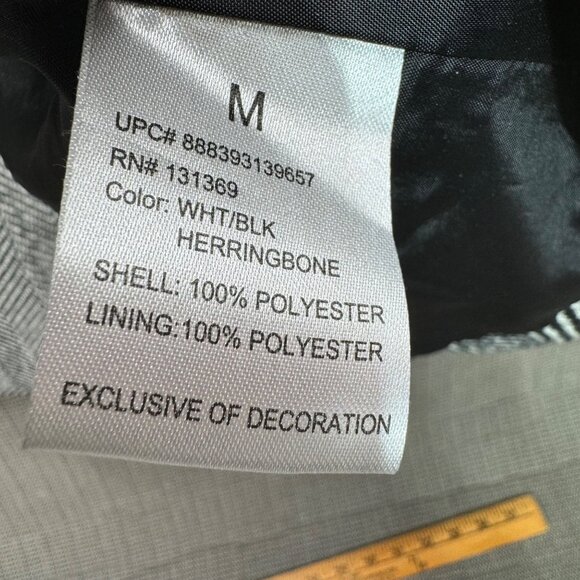 M
UPC# 888393139657
RN# 131369
Color: WHT/BLK
HERRINGBONE
SHELL: 100% POLYESTER
LINING:100% POLYESTER
EXCLUSIVE OF DECORATION